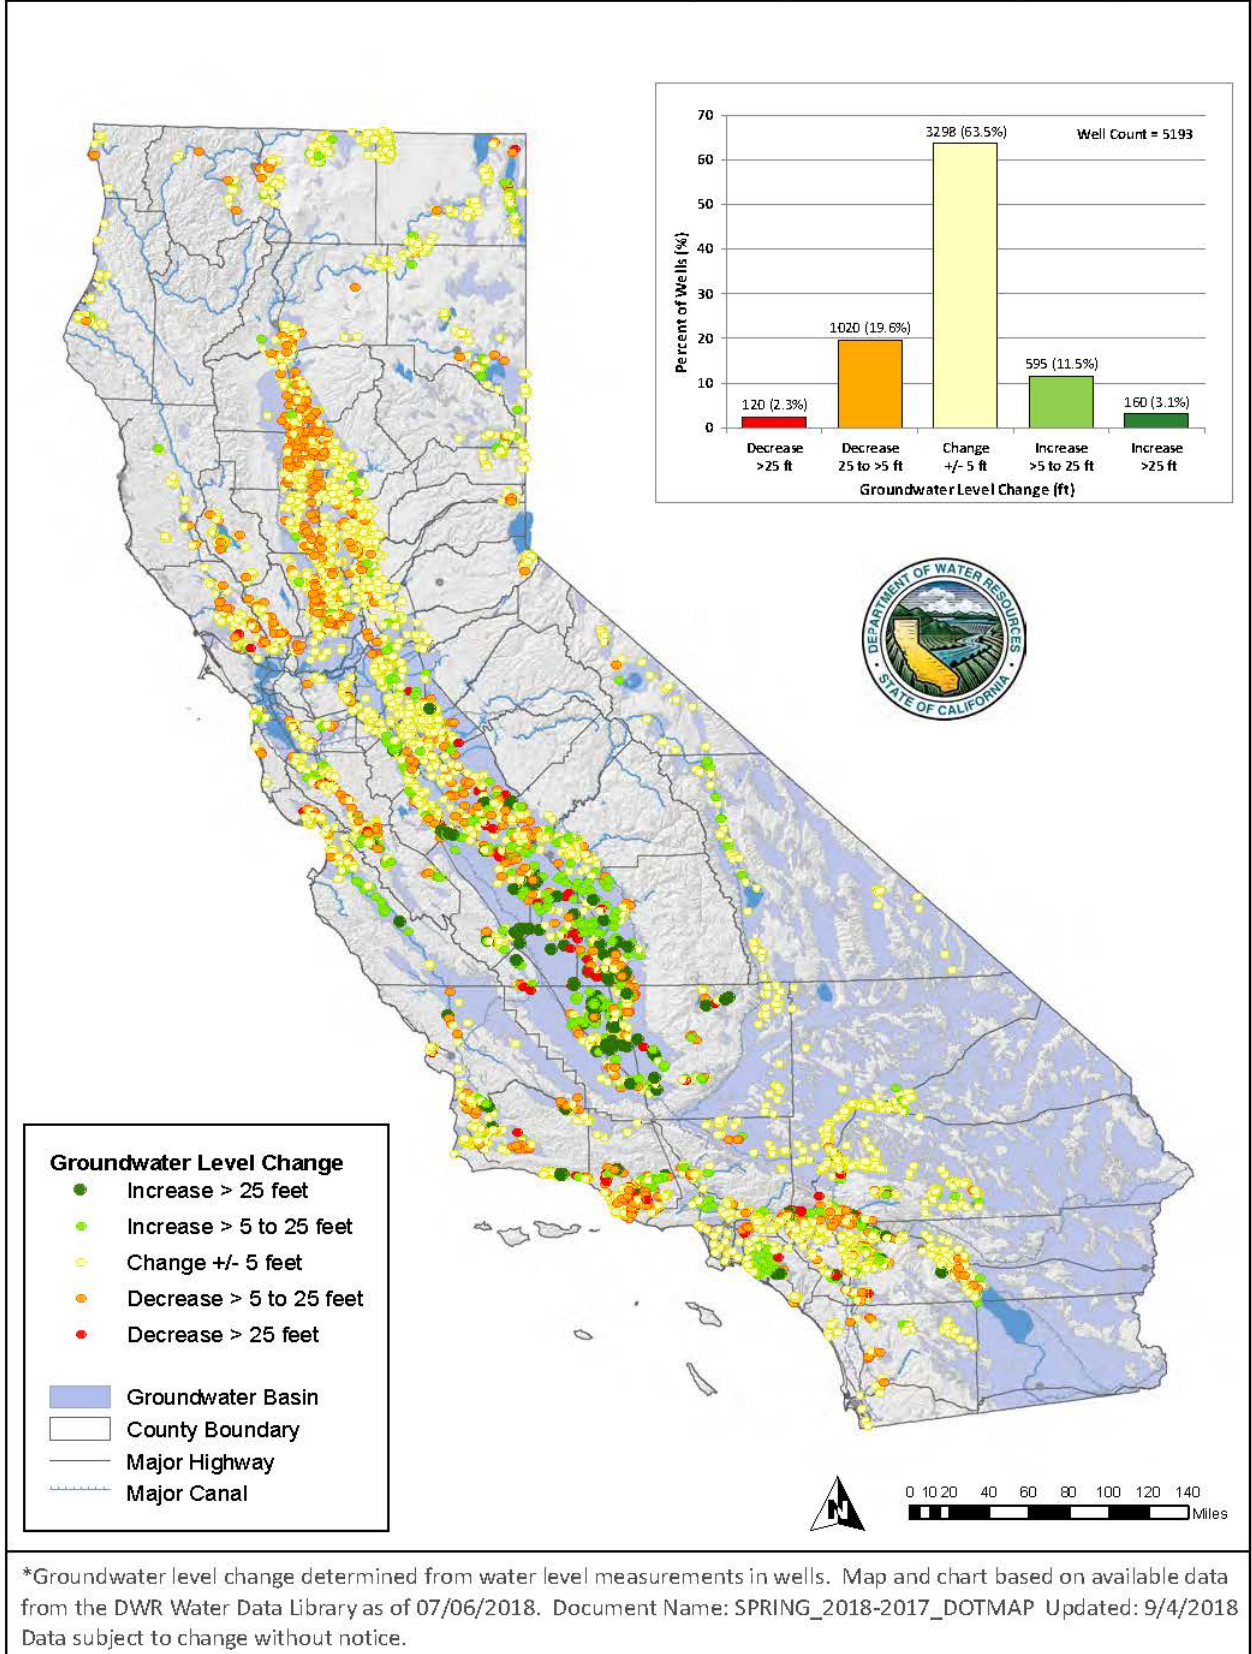 70
60
50
40
30
20
10
0
Percent of Wells (%)
Well Count = 5193
120 (2.3%)
1020 (19.6%)
3298 (63.5%)
595 (11.5%)
160 (3.1%)
Decrease
>25 ft
Decrease
25 to >5 ft
Change
+/- 5 ft
Increase
>5 to 25 ft
Increase
>25 ft
Groundwater Level Change (ft)
DEPARTMENT OF WATER RESOURCES
STATE OF CALIFORNIA
Groundwater Level Change
Increase > 25 feet
Increase > 5 to 25 feet
Change +/- 5 feet
Decrease > 5 to 25 feet
Decrease > 25 feet
Groundwater Basin
County Boundary
Major Highway
Major Canal
N
0 10 20 40 60 80 100 120 140
Miles
*Groundwater level change determined from water level measurements in wells. Map and chart based on available data
from the DWR Water Data Library as of 07/06/2018. Document Name: SPRING_2018-2017_DOTMAP Updated: 9/4/2018
Data subject to change without notice.